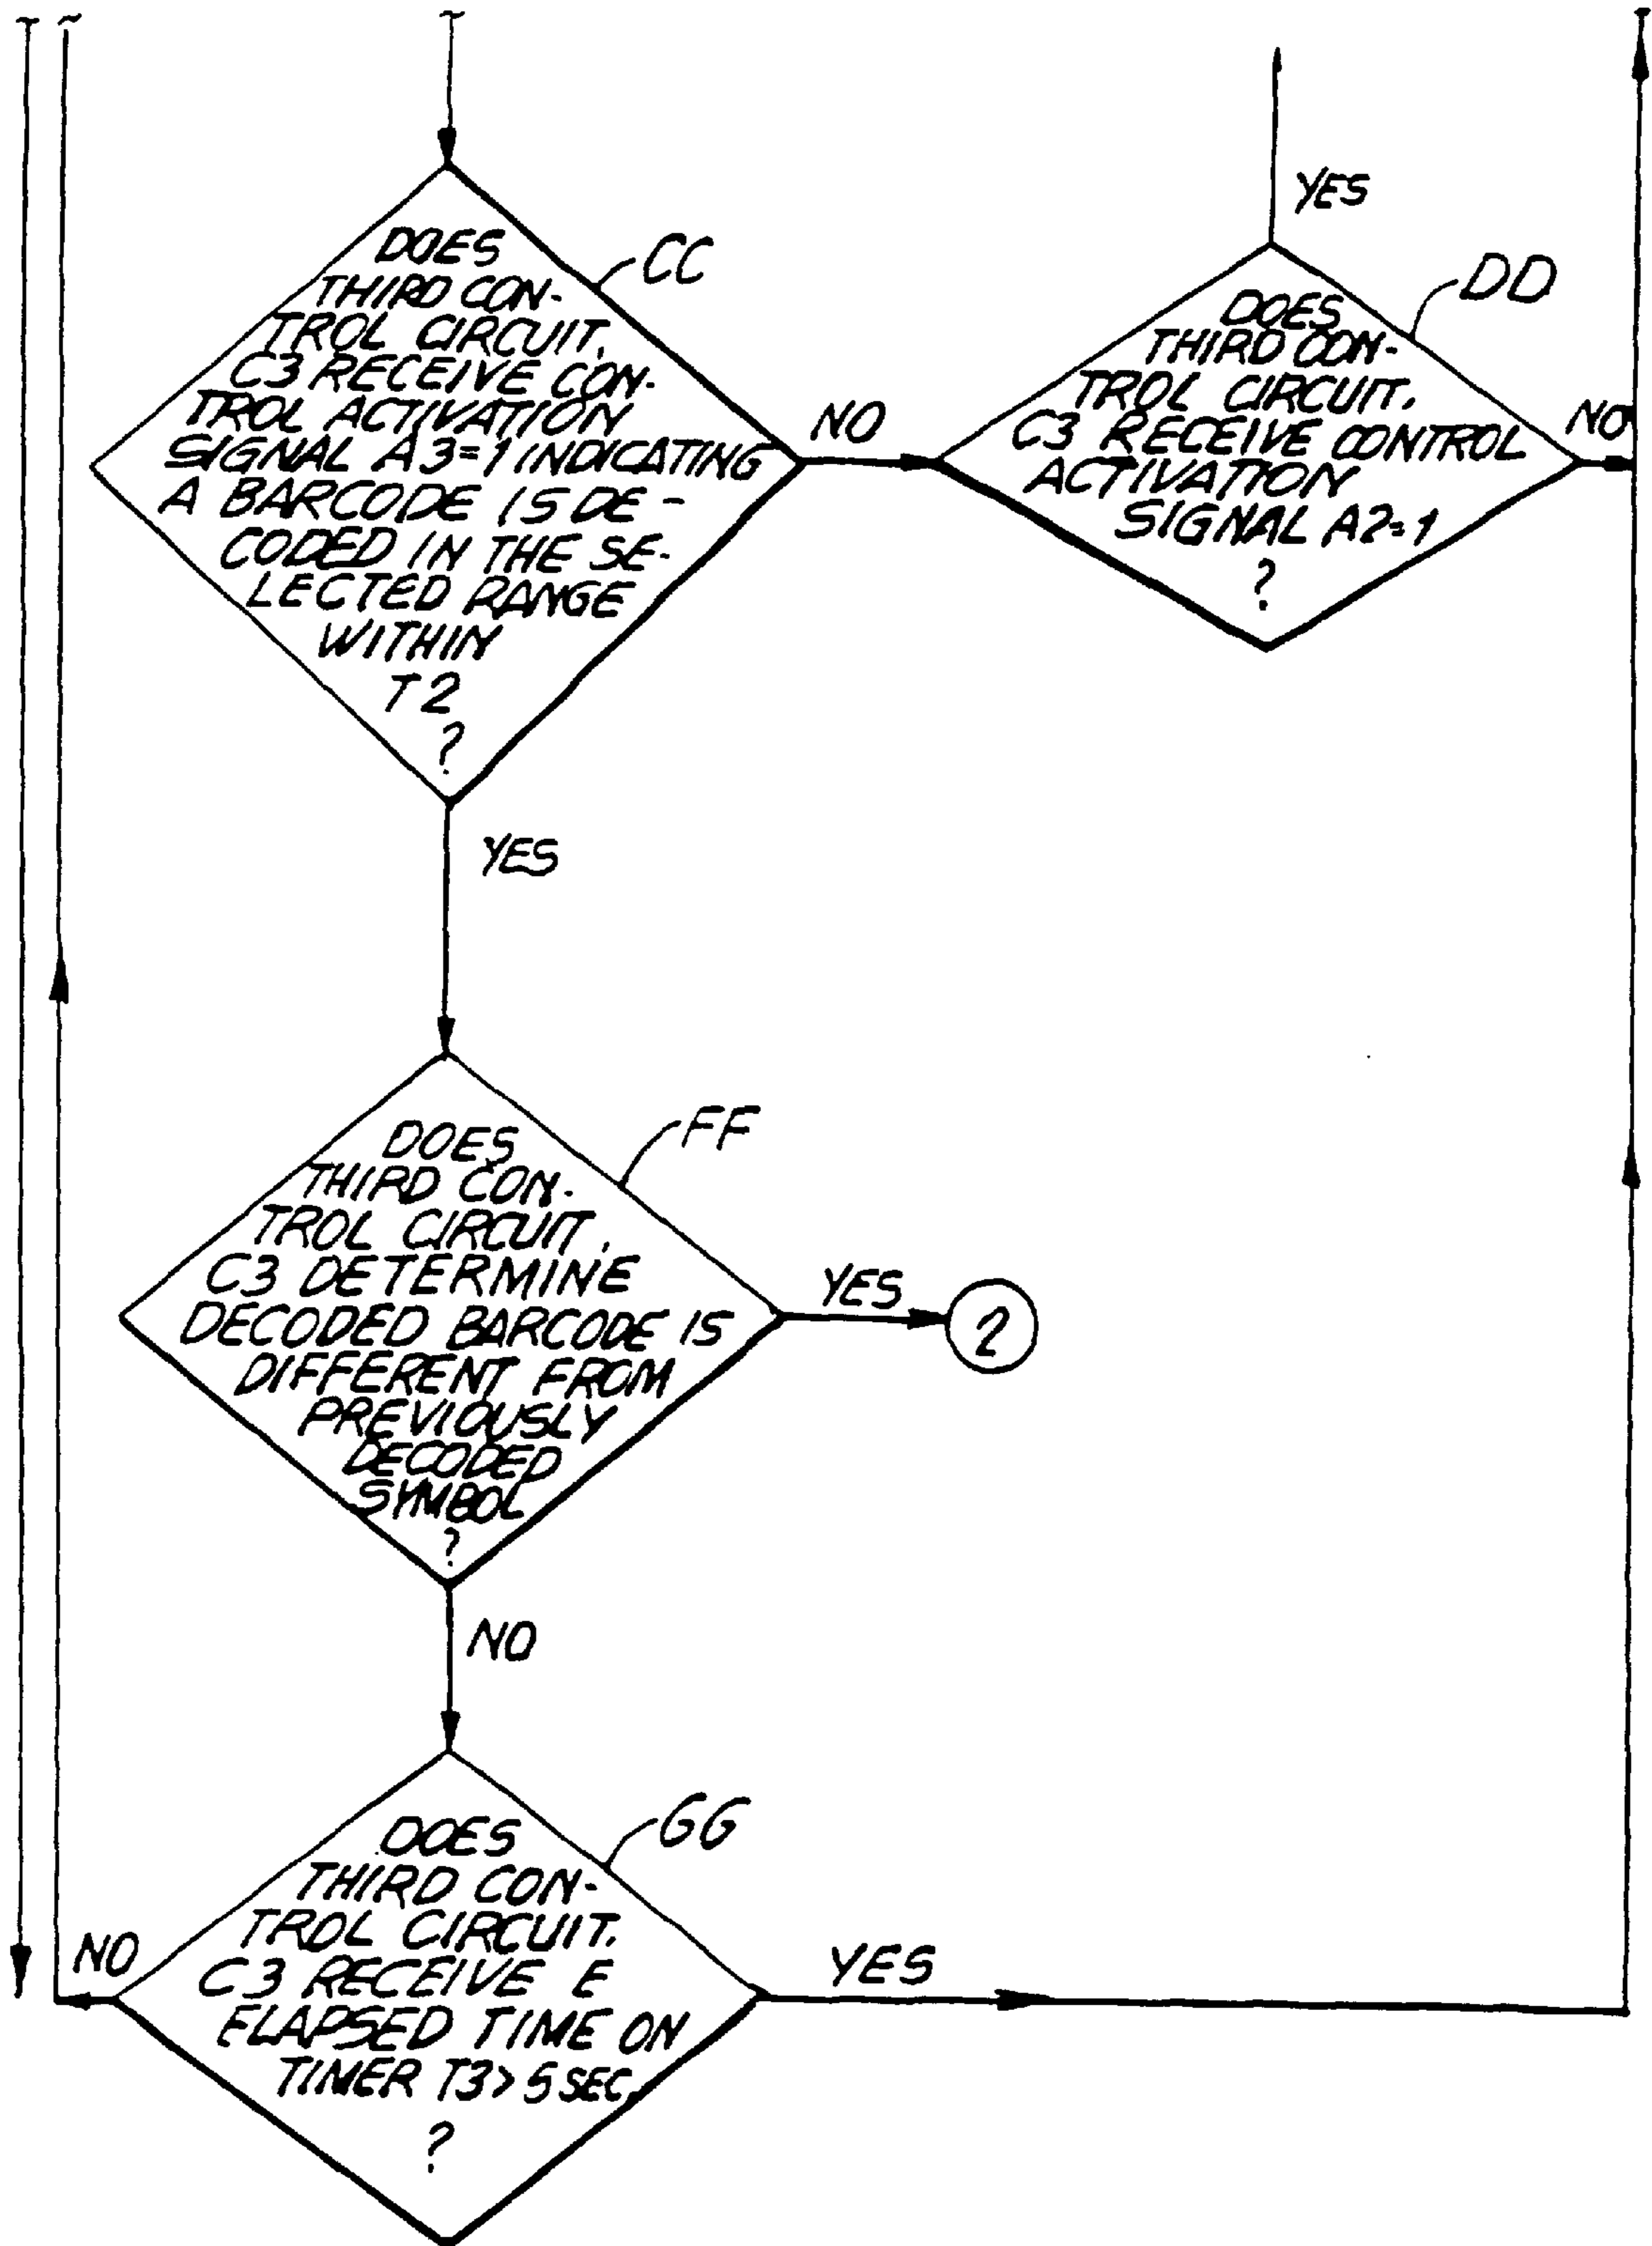 DOES
THIRD CON-
TROL CIRCUIT,
C3 RECEIVE CON-
TROL ACTIVATION
SIGNAL A3=1 INDICATING
A BARCODE IS DE-
CODED IN THE SE-
LECTED RANGE
WITHIN
T2
?
CC
NO
YES
DOES
THIRD CON-
TROL CIRCUIT.
C3 RECEIVE CONTROL
ACTIVATION
SIGNAL A2=1
?
DD
YES
NO
DOES
THIRD CON-
TROL CIRCUIT,
C3 DETERMINE
DECODED BARCODE IS
DIFFERENT FROM
PREVIOUSLY
DECODED
SYMBOL
?
FF
YES
2
NO
DOES
THIRD CON-
TROL CIRCUIT.
C3 RECEIVE E
ELAPSED TIME ON
TIMER T3>5 SEC.
?
GG
NO
YES